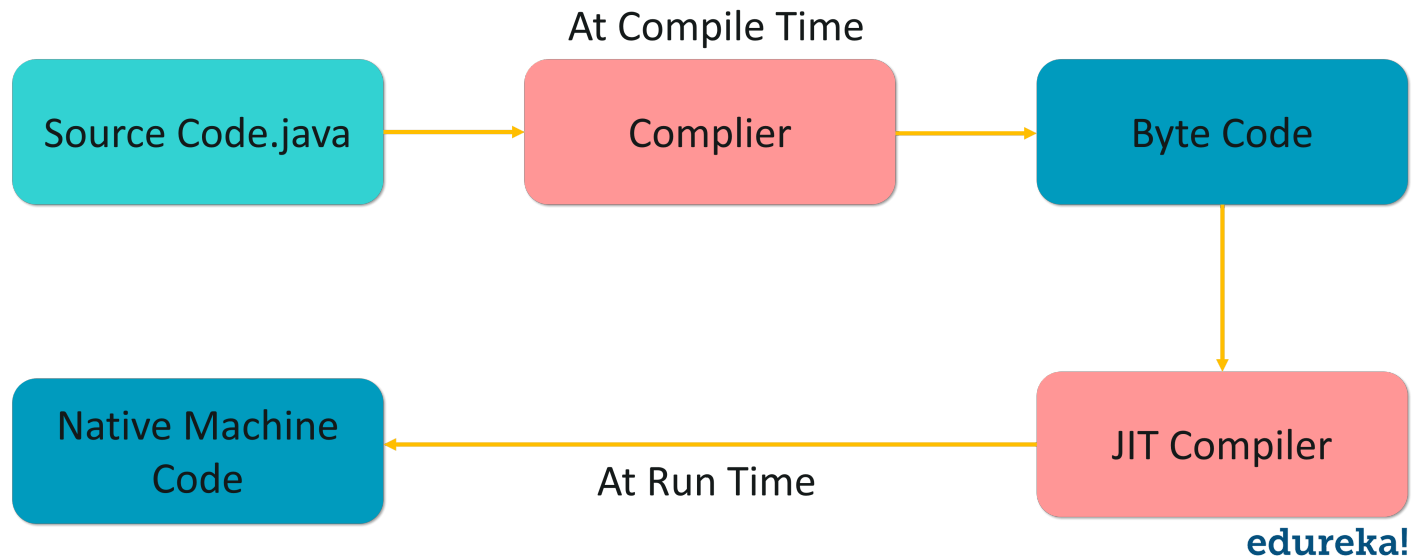 At Compile Time
Source Code.java
Complier
Byte Code
Native Machine
Code
JIT Compiler
At Run Time
edureka!